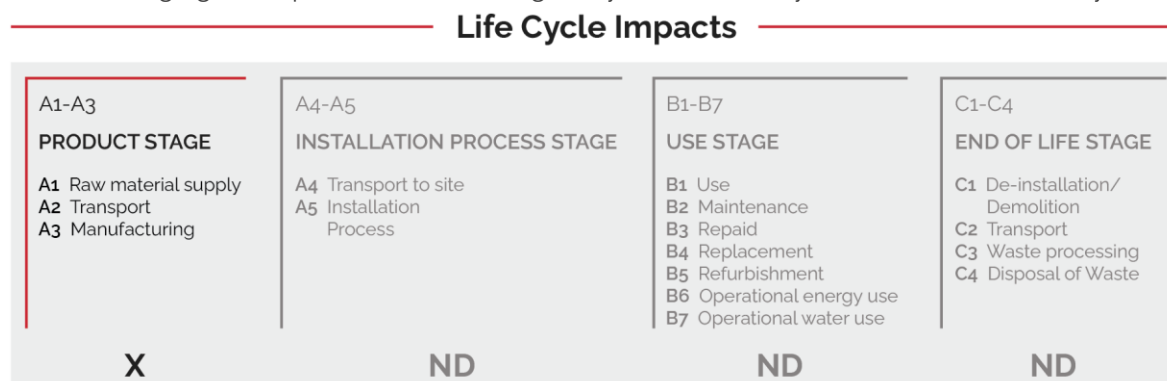 Life Cycle Impacts
A1-A3
PRODUCT STAGE
A1 Raw material supply
A2 Transport
A3 Manufacturing
X
A4-A5
INSTALLATION PROCESS STAGE
A4 Transport to site
A5 Installation
Process
ND
B1-B7
USE STAGE
B1 Use
B2 Maintenance
B3 Repaid
B4 Replacement
B5 Refurbishment
B6 Operational energy use
B7 Operational water use
ND
C1-C4
END OF LIFE STAGE
C1 De-installation/
Demolition
C2 Transport
C3 Waste processing
C4 Disposal of Waste
ND